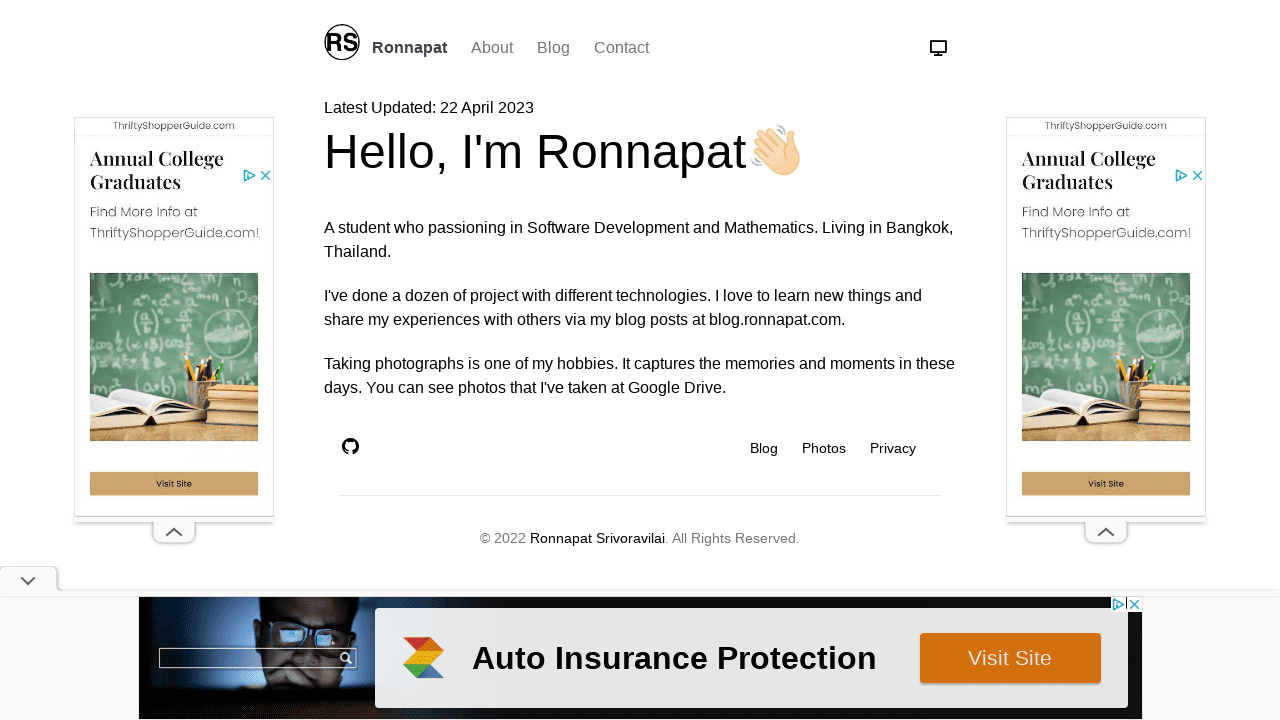 RS
Ronnapat About Blog Contact
Latest Updated: 22 April 2023
Hello, I'm Ronnapat
A student who passioning in Software Development and Mathematics. Living in Bangkok,
Thailand.
I've done a dozen of project with different technologies. I love to learn new things and
share my experiences with others via my blog posts at blog.ronnapat.com.
Taking photographs is one of my hobbies. It captures the memories and moments in these
days. You can see photos that I've taken at Google Drive.
Blog Photos Privacy
© 2022 Ronnapat Srivoravilai. All Rights Reserved.
ThriftyShopperGuide.com
Annual College
Graduates
Find More Info at
ThriftyShopperGuide.com!
Visit Site
ThriftyShopperGuide.com
Annual College
Graduates
Find More Info at
ThriftyShopperGuide.com!
Visit Site
Auto Insurance Protection
Visit Site